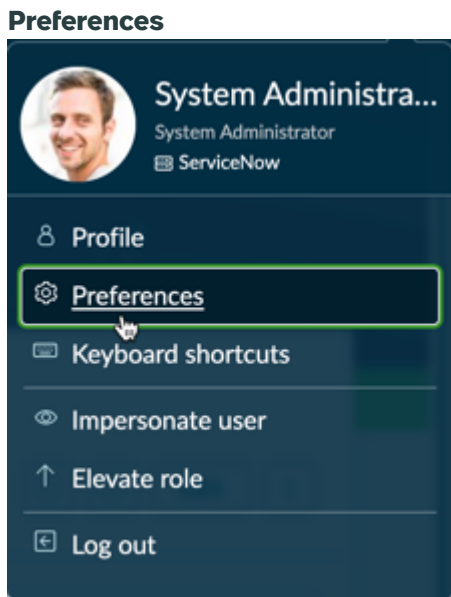 Preferences
System Administra...
System Administrator
ServiceNow
Profile
Preferences
Keyboard shortcuts
Impersonate user
Elevate role
Log out